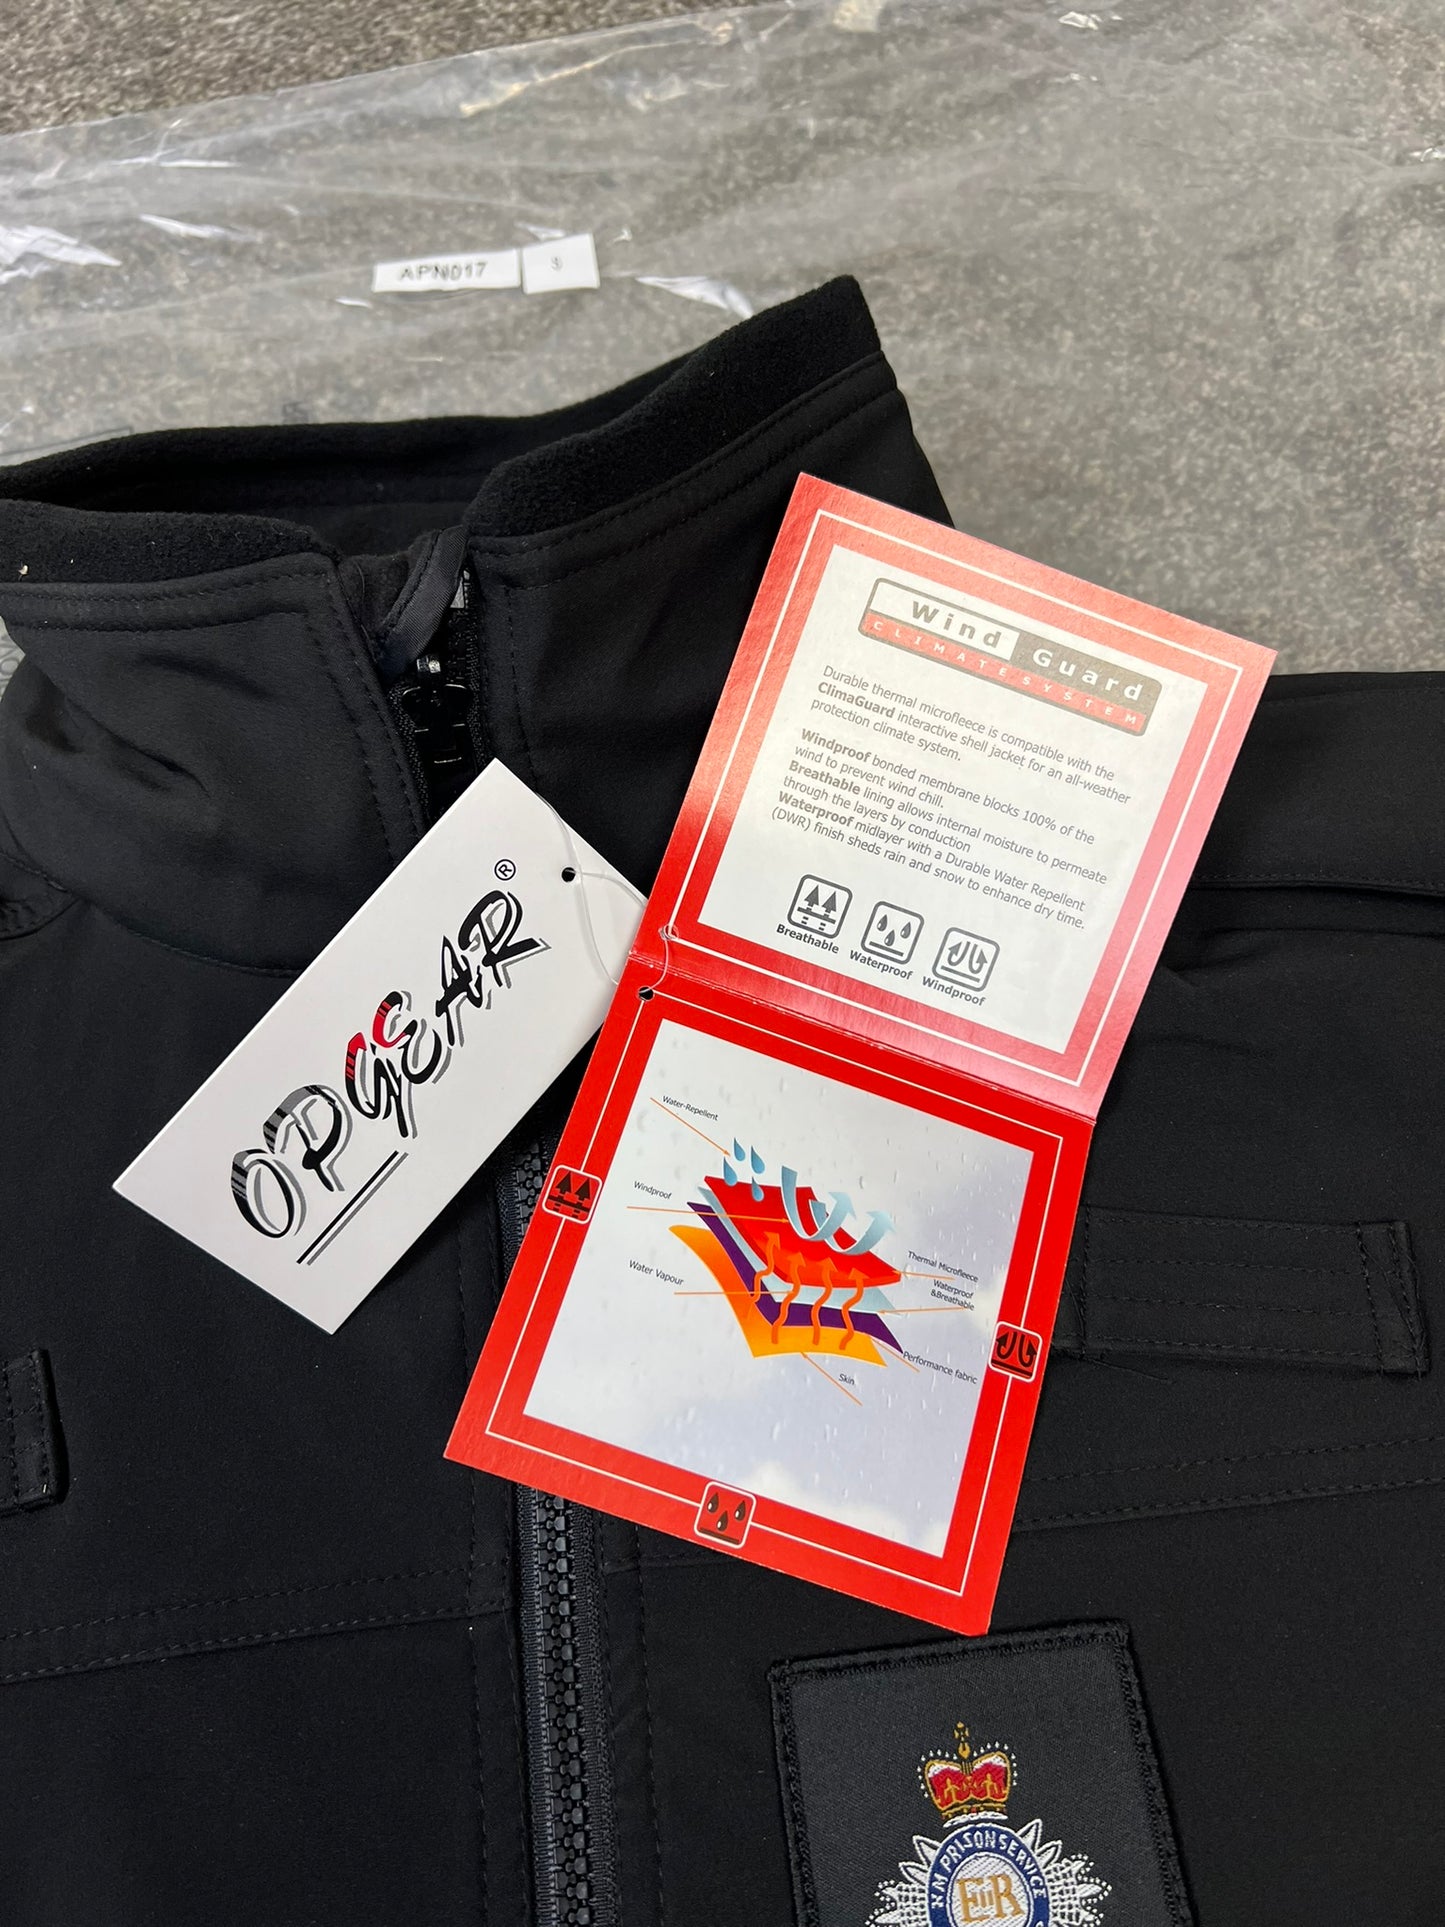 APN017
S
Wind Guard
CLIMATESYSTEM
Durable thermal microfleece is compatible with the
ClimaGuard interactive shell jacket for an all-weather
protection climate system.
Windproof bonded membrane blocks 100% of the
wind to prevent wind chill.
Breathable lining allows internal moisture to permeate
through the layers by conduction
Waterproof midlayer with a Durable Water Repellent
(DWR) finish sheds rain and snow to enhance dry time.
Breathable
Waterproof
Windproof
OPGEAR®
Water-Repellent
Windproof
Water Vapour
Thermal Microfleece
Waterproof
&Breathable
Performance fabric
Skin
HM PRISON SERVICE
EIIR